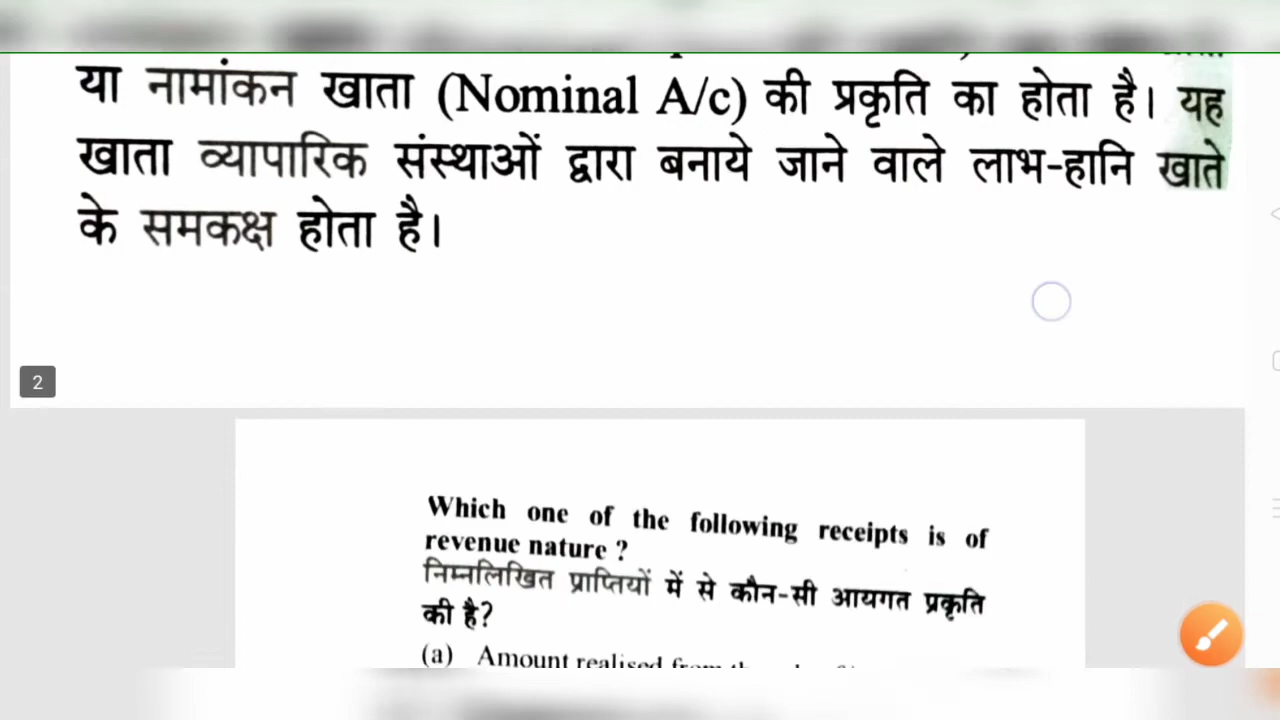 या नामांकन खाता (Nominal A/c) की प्रकृति का होता है। यह
खाता व्यापारिक संस्थाओं द्वारा बनाये जाने वाले लाभ-हानि खाते
के समकक्ष होता है।
2
Which one of the following receipts is of
revenue nature ?
निम्नलिखित प्राप्तियों में से कौन-सी आयगत प्रकृति
की है?
(a) Amount realised from